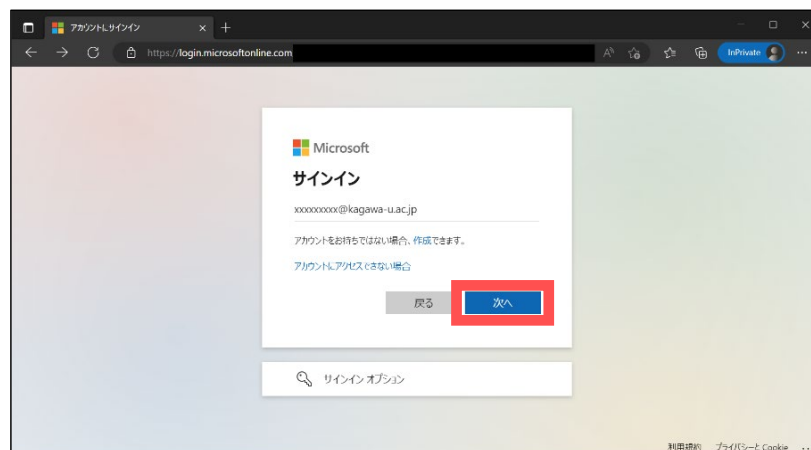 アカウントにサインイン
https://login.microsoftonline.com
InPrivate
Microsoft
サインイン
xxxxxxxxx@kagawa-u.ac.jp
アカウントをお持ちではない場合、作成できます。
アカウントにアクセスできない場合
戻る 次へ
サインイン オプション
利用規約 プライバシーと Cookie ...